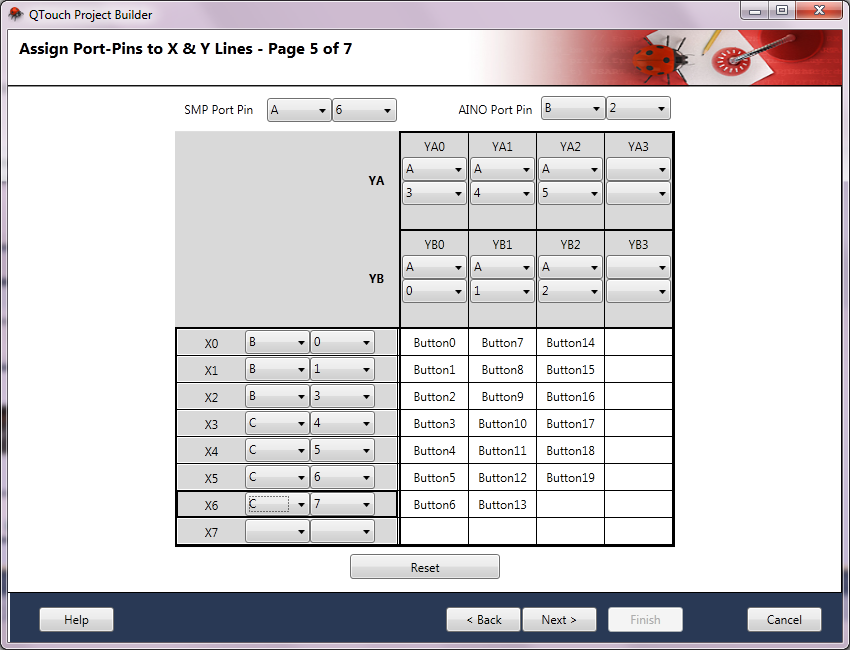 QTouch Project Builder
Assign Port-Pins to X & Y Lines - Page 5 of 7
SMP Port Pin A 6 AINO Port Pin B 2
YA0 YA1 YA2 YA3
YA
A A A
3 4 5
YB0 YB1 YB2 YB3
YB
A A A
0 1 2
X0 B 0 Button0 Button7 Button14
X1 B 1 Button1 Button8 Button15
X2 B 3 Button2 Button9 Button16
X3 C 4 Button3 Button10 Button17
X4 C 5 Button4 Button11 Button18
X5 C 6 Button5 Button12 Button19
X6 C 7 Button6 Button13
X7
Reset
Help < Back Next > Finish Cancel